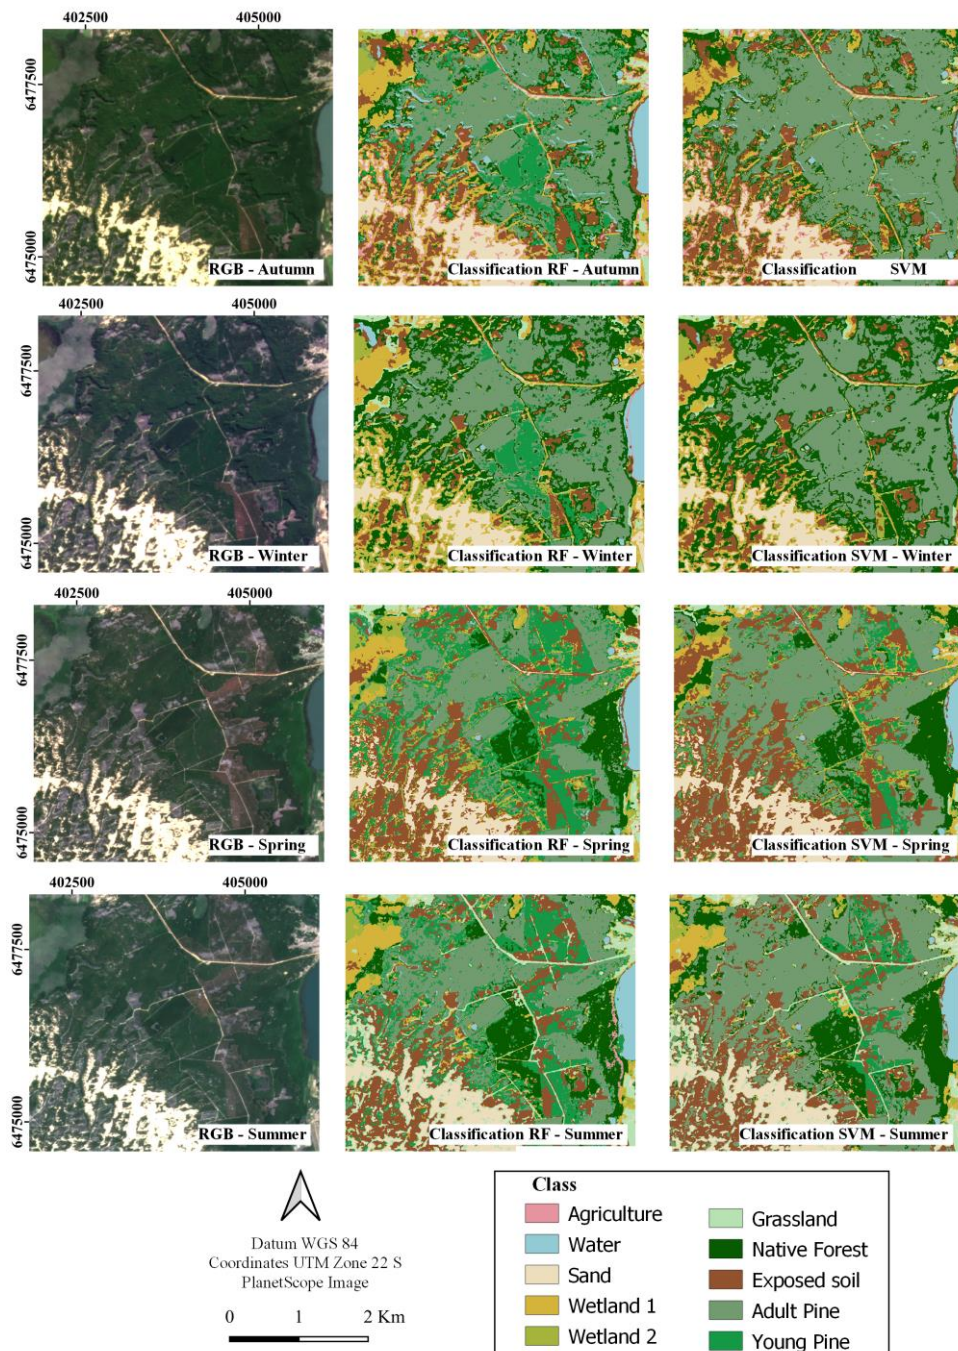 402500 405000
6477500
6475000
RGB - Autumn
Classification RF - Autumn
Classification SVM
402500 405000
6477500
6475000
RGB - Winter
Classification RF - Winter
Classification SVM - Winter
402500 405000
6477500
6475000
RGB - Spring
Classification RF - Spring
Classification SVM - Spring
402500 405000
6477500
6475000
RGB - Summer
Classification RF - Summer
Classification SVM - Summer
Datum WGS 84
Coordinates UTM Zone 22 S
PlanetScope Image
0 1 2 Km
Class
Agriculture
Water
Sand
Wetland 1
Wetland 2
Grassland
Native Forest
Exposed soil
Adult Pine
Young Pine